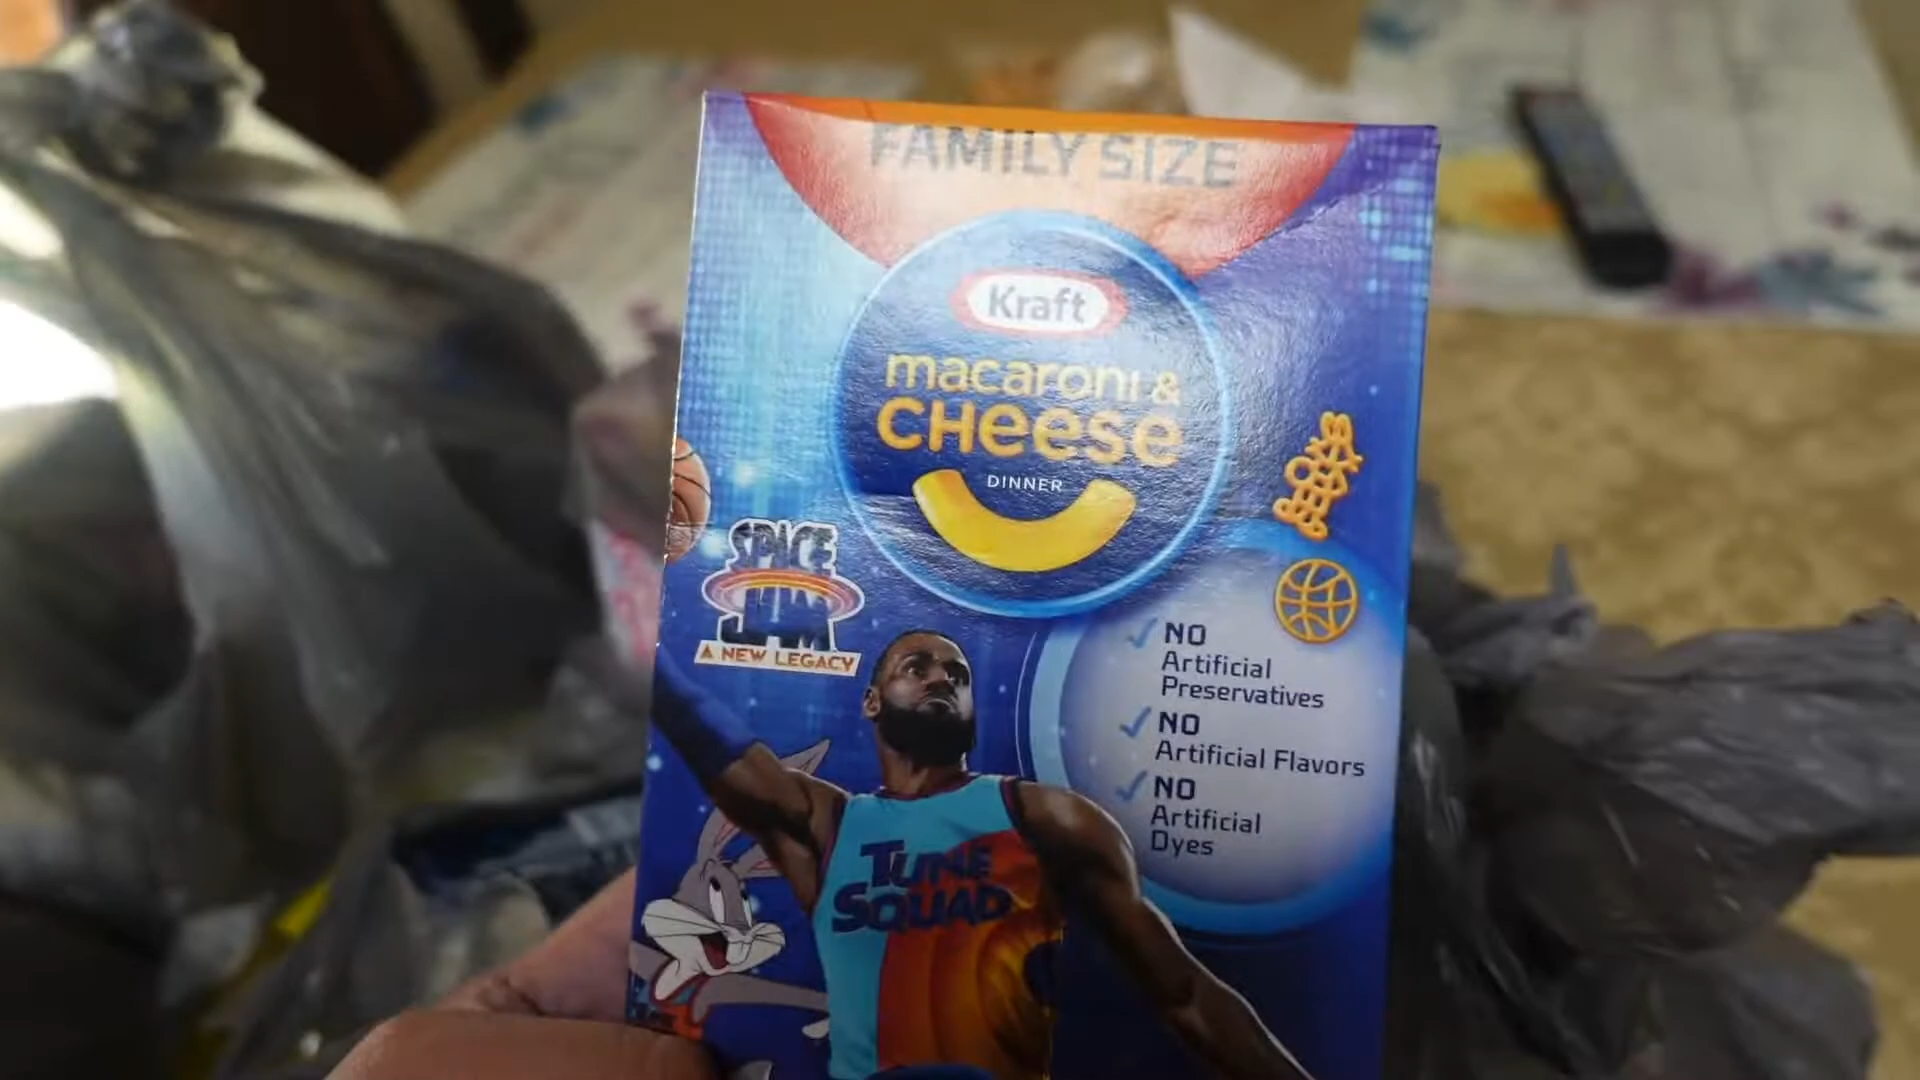 FAMILY SIZE
Kraft
macaroni &
CHeese
DINNER
SPACE
JAM
A NEW LEGACY
NO
Artificial
Preservatives
NO
Artificial Flavors
NO
Artificial
Dyes
TUNE
SQUAD